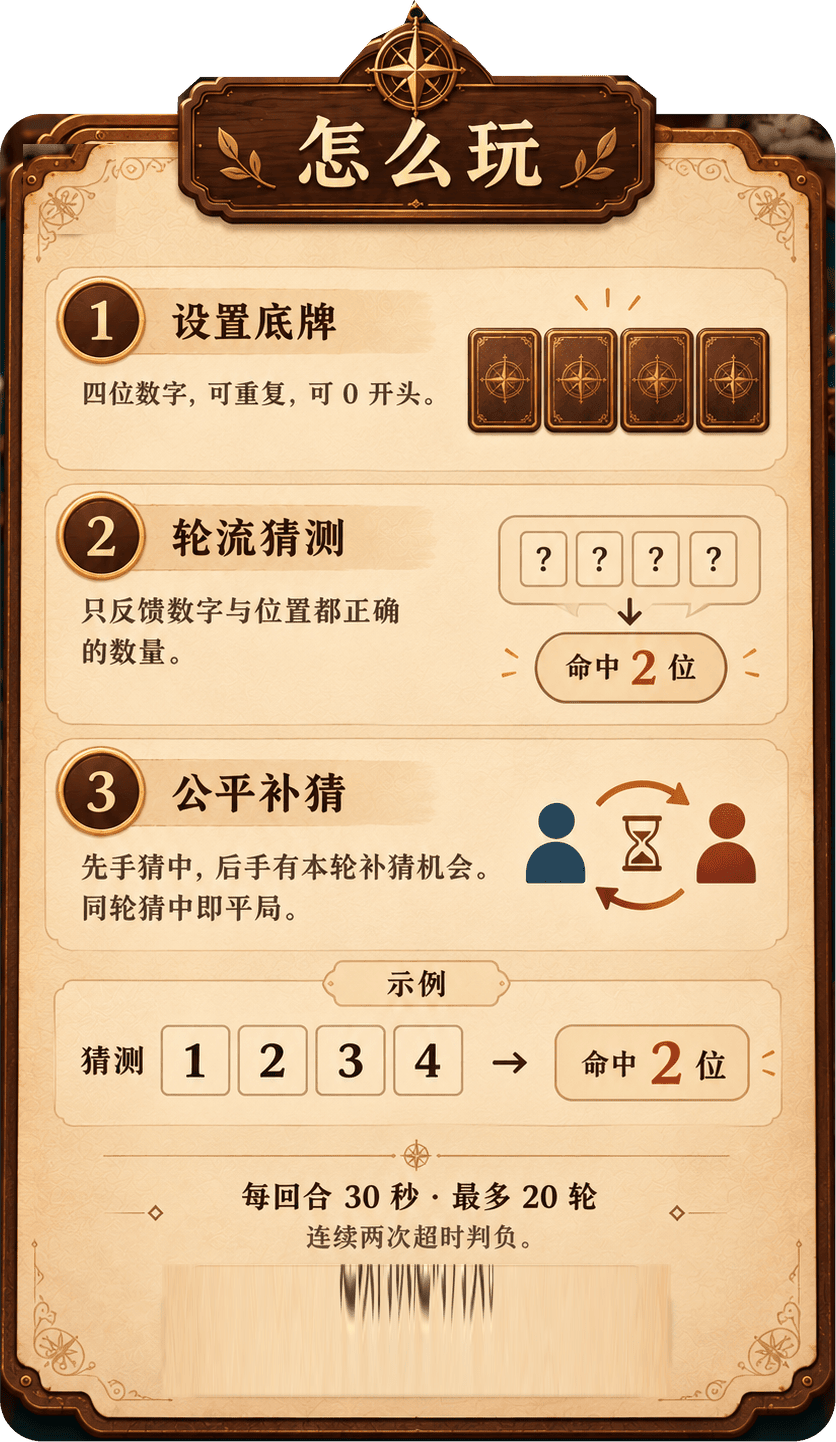 怎么玩
1 设置底牌
四位数字, 可重复, 可 0 开头。
2 轮流猜测
只反馈数字与位置都正确
的数量。
? ? ? ?
命中 2 位
3 公平补猜
先手猜中, 后手有本轮补猜机会。
同轮猜中即平局。
示例
猜测 1 2 3 4 → 命中 2 位
每回合 30 秒 · 最多 20 轮
连续两次超时判负。